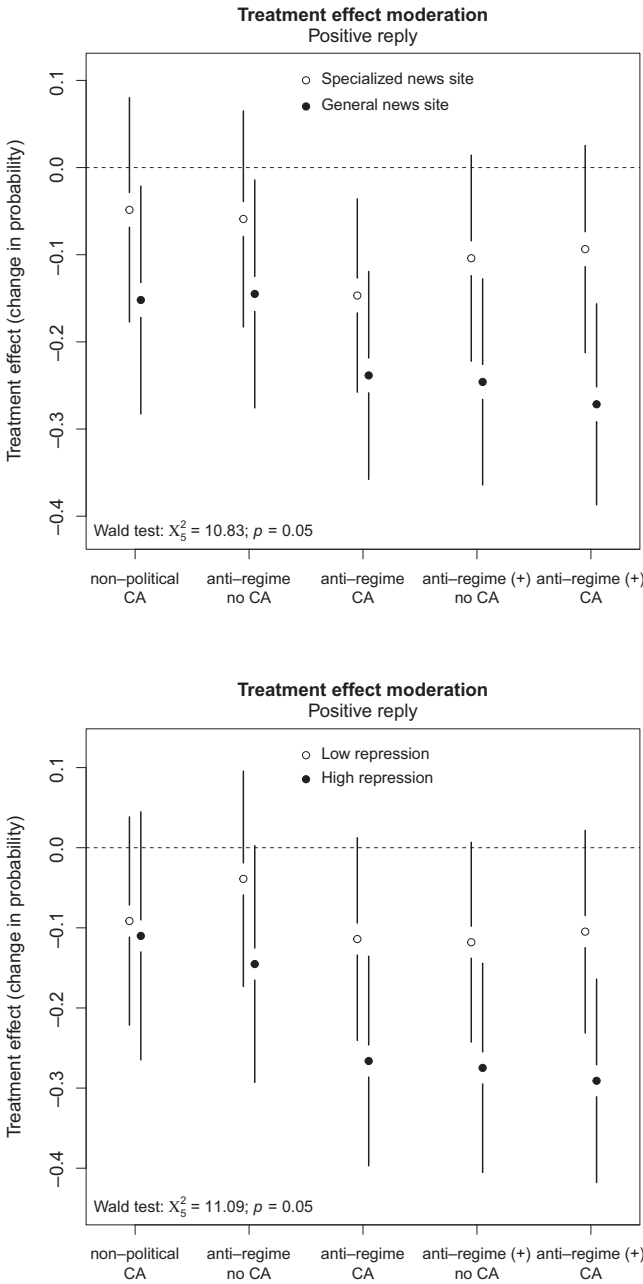 Treatment effect moderation
Positive reply
Specialized news site
General news site
Treatment effect (change in probability)
0.1
0.0
−0.1
−0.2
−0.3
−0.4
Wald test: X²₅ = 10.83; p = 0.05
non−political CA
anti−regime no CA
anti−regime CA
anti−regime (+) no CA
anti−regime (+) CA
Treatment effect moderation
Positive reply
Low repression
High repression
Treatment effect (change in probability)
0.1
0.0
−0.1
−0.2
−0.3
−0.4
Wald test: X²₅ = 11.09; p = 0.05
non−political CA
anti−regime no CA
anti−regime CA
anti−regime (+) no CA
anti−regime (+) CA